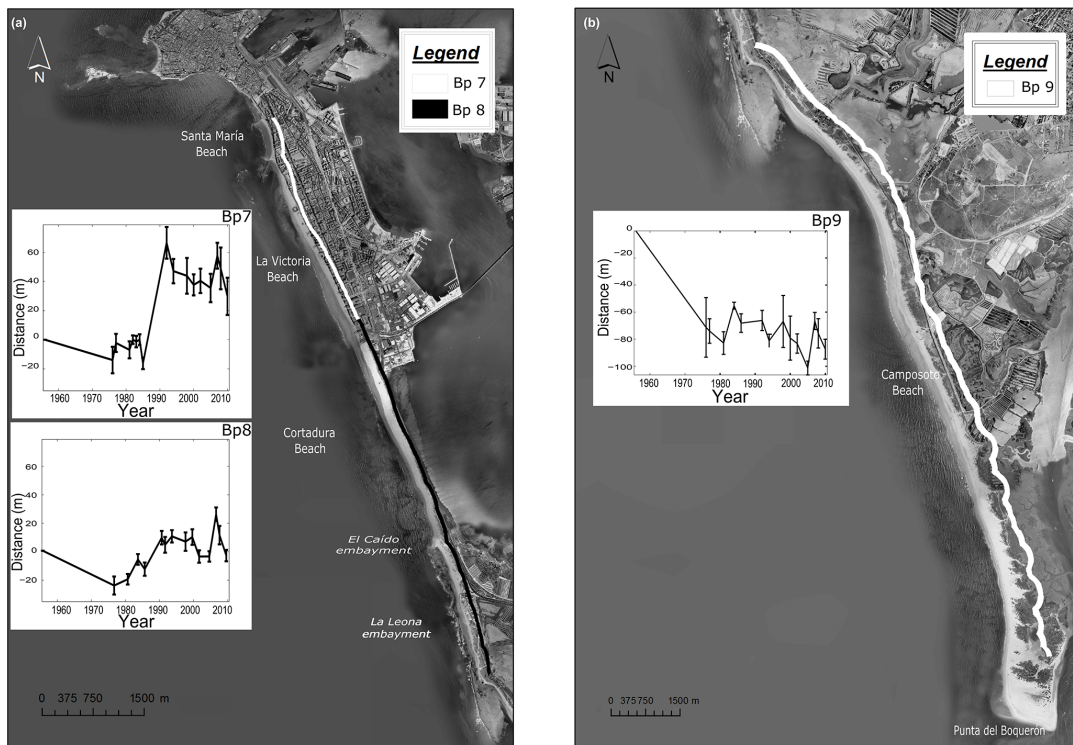 (a)
N
Legend
Bp 7
Bp 8
Santa María
Beach
La Victoria
Beach
Cortadura
Beach
El Caído
embayment
La Leona
embayment
Bp7
Distance (m)
60
40
20
0
−20
1960 1970 1980 1990 2000 2010
Year
Bp8
Distance (m)
60
40
20
0
−20
1960 1970 1980 1990 2000 2010
Year
0 375 750 1500 m
(b)
N
Legend
Bp 9
Bp9
Distance (m)
0
−20
−40
−60
−80
−100
1960 1970 1980 1990 2000 2010
Year
Camposoto
Beach
Punta del Boquerón
0 375 750 1500 m